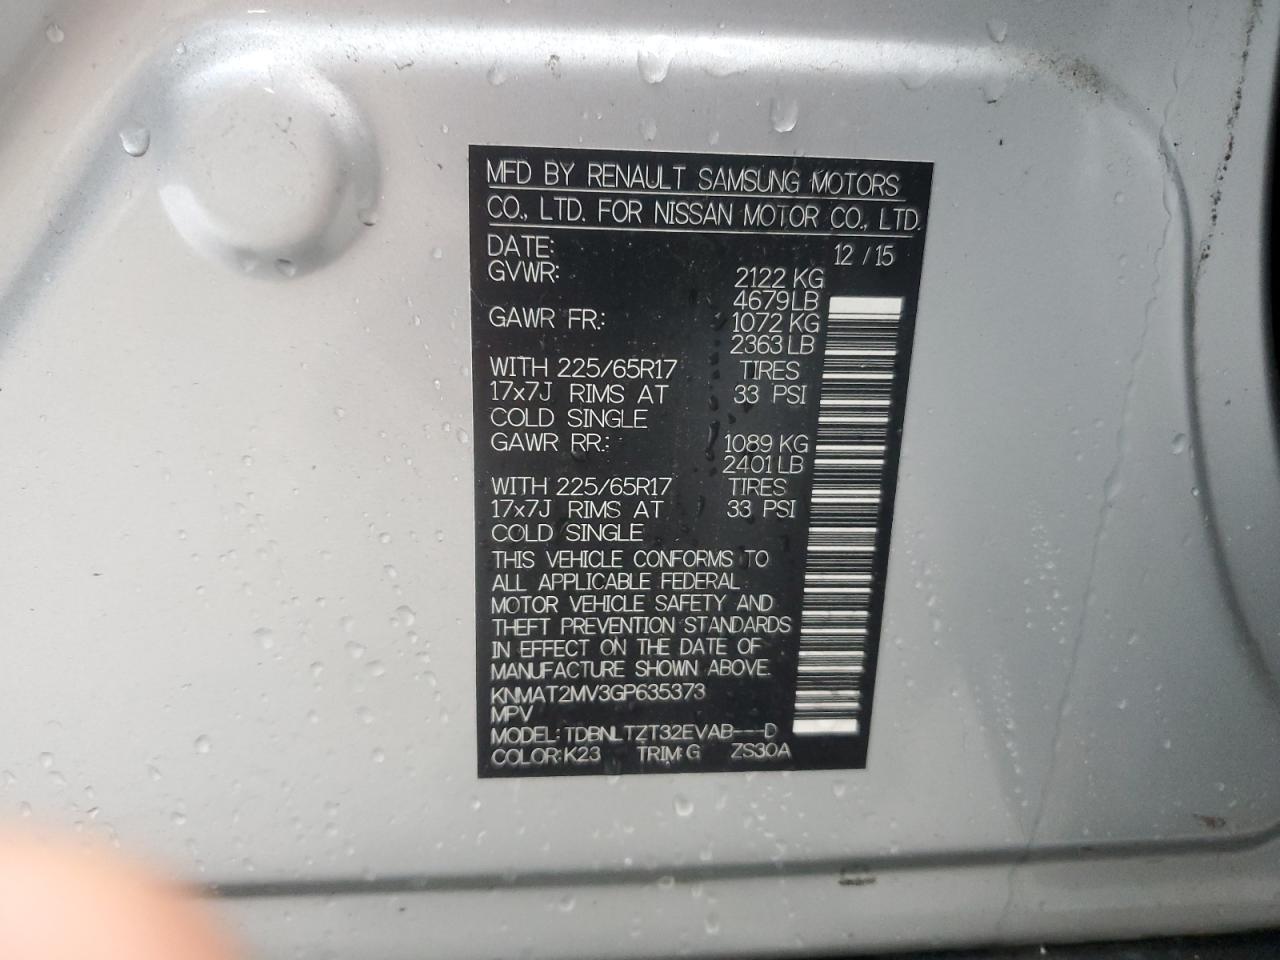 MFD BY RENAULT SAMSUNG MOTORS
CO., LTD. FOR NISSAN MOTOR CO., LTD.
DATE: 12 / 15
GVWR: 2122 KG
4679 LB
GAWR FR.: 1072 KG
2363 LB
WITH 225/65R17 TIRES
17x7J RIMS AT 33 PSI
COLD SINGLE
GAWR RR.: 1089 KG
2401 LB
WITH 225/65R17 TIRES
17x7J RIMS AT 33 PSI
COLD SINGLE
THIS VEHICLE CONFORMS TO
ALL APPLICABLE FEDERAL
MOTOR VEHICLE SAFETY AND
THEFT PREVENTION STANDARDS
IN EFFECT ON THE DATE OF
MANUFACTURE SHOWN ABOVE.
KNMAT2MV3GP635373
MPV
MODEL: TDBNLTZT32EVAB---D
COLOR: K23 TRIM: G ZS30A